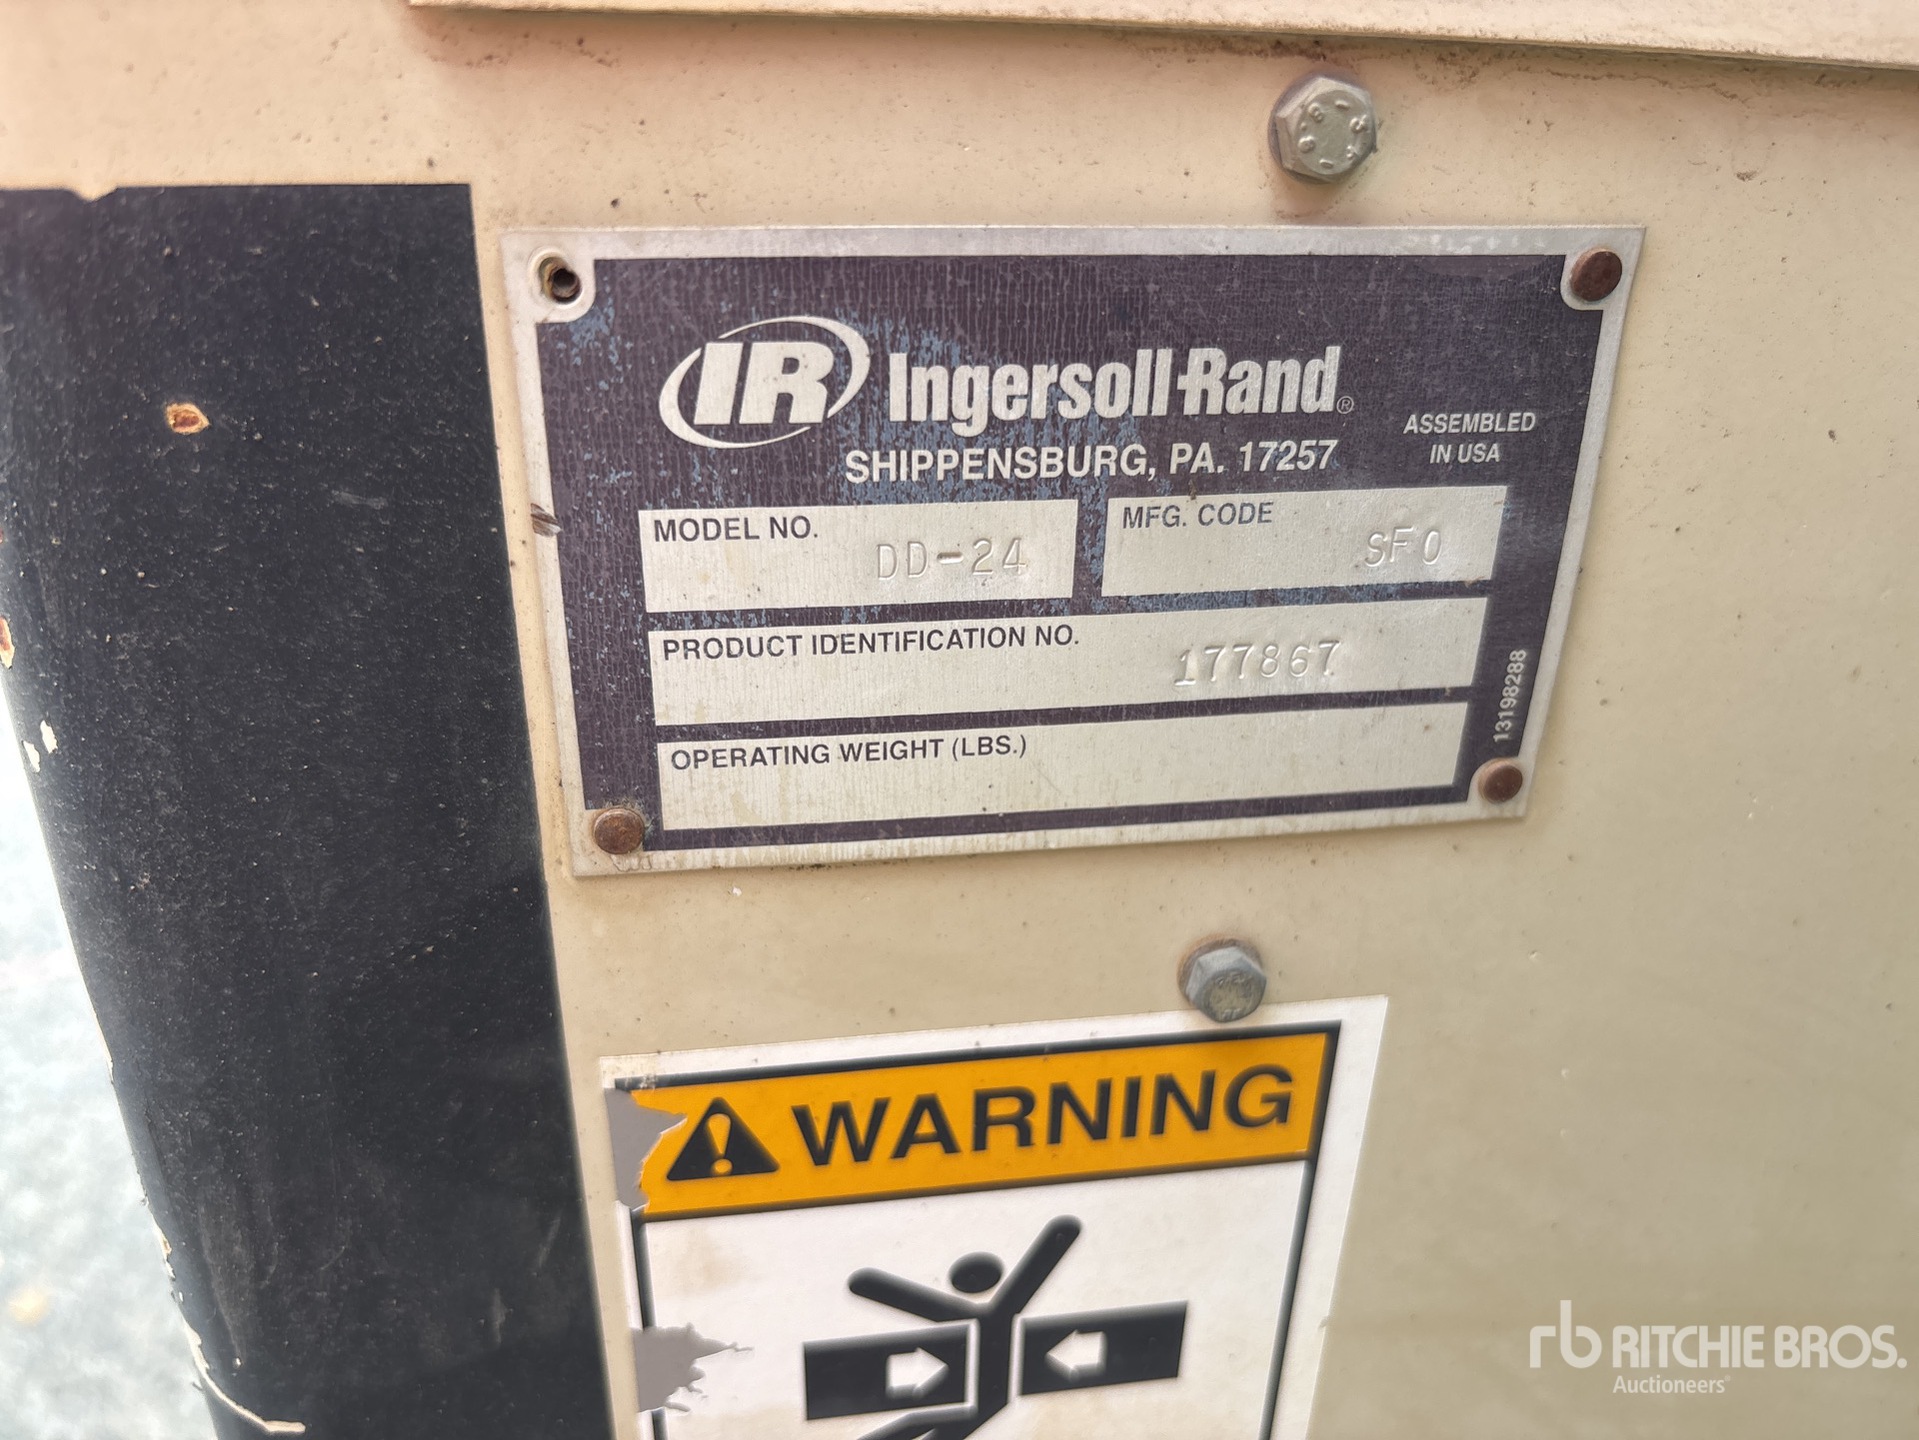 IR Ingersoll-Rand®
SHIPPENSBURG, PA. 17257
ASSEMBLED
IN USA
MODEL NO. DD-24
MFG. CODE SF0
PRODUCT IDENTIFICATION NO. 177867
OPERATING WEIGHT (LBS.)
13198288
WARNING
rb RITCHIE BROS.
Auctioneers